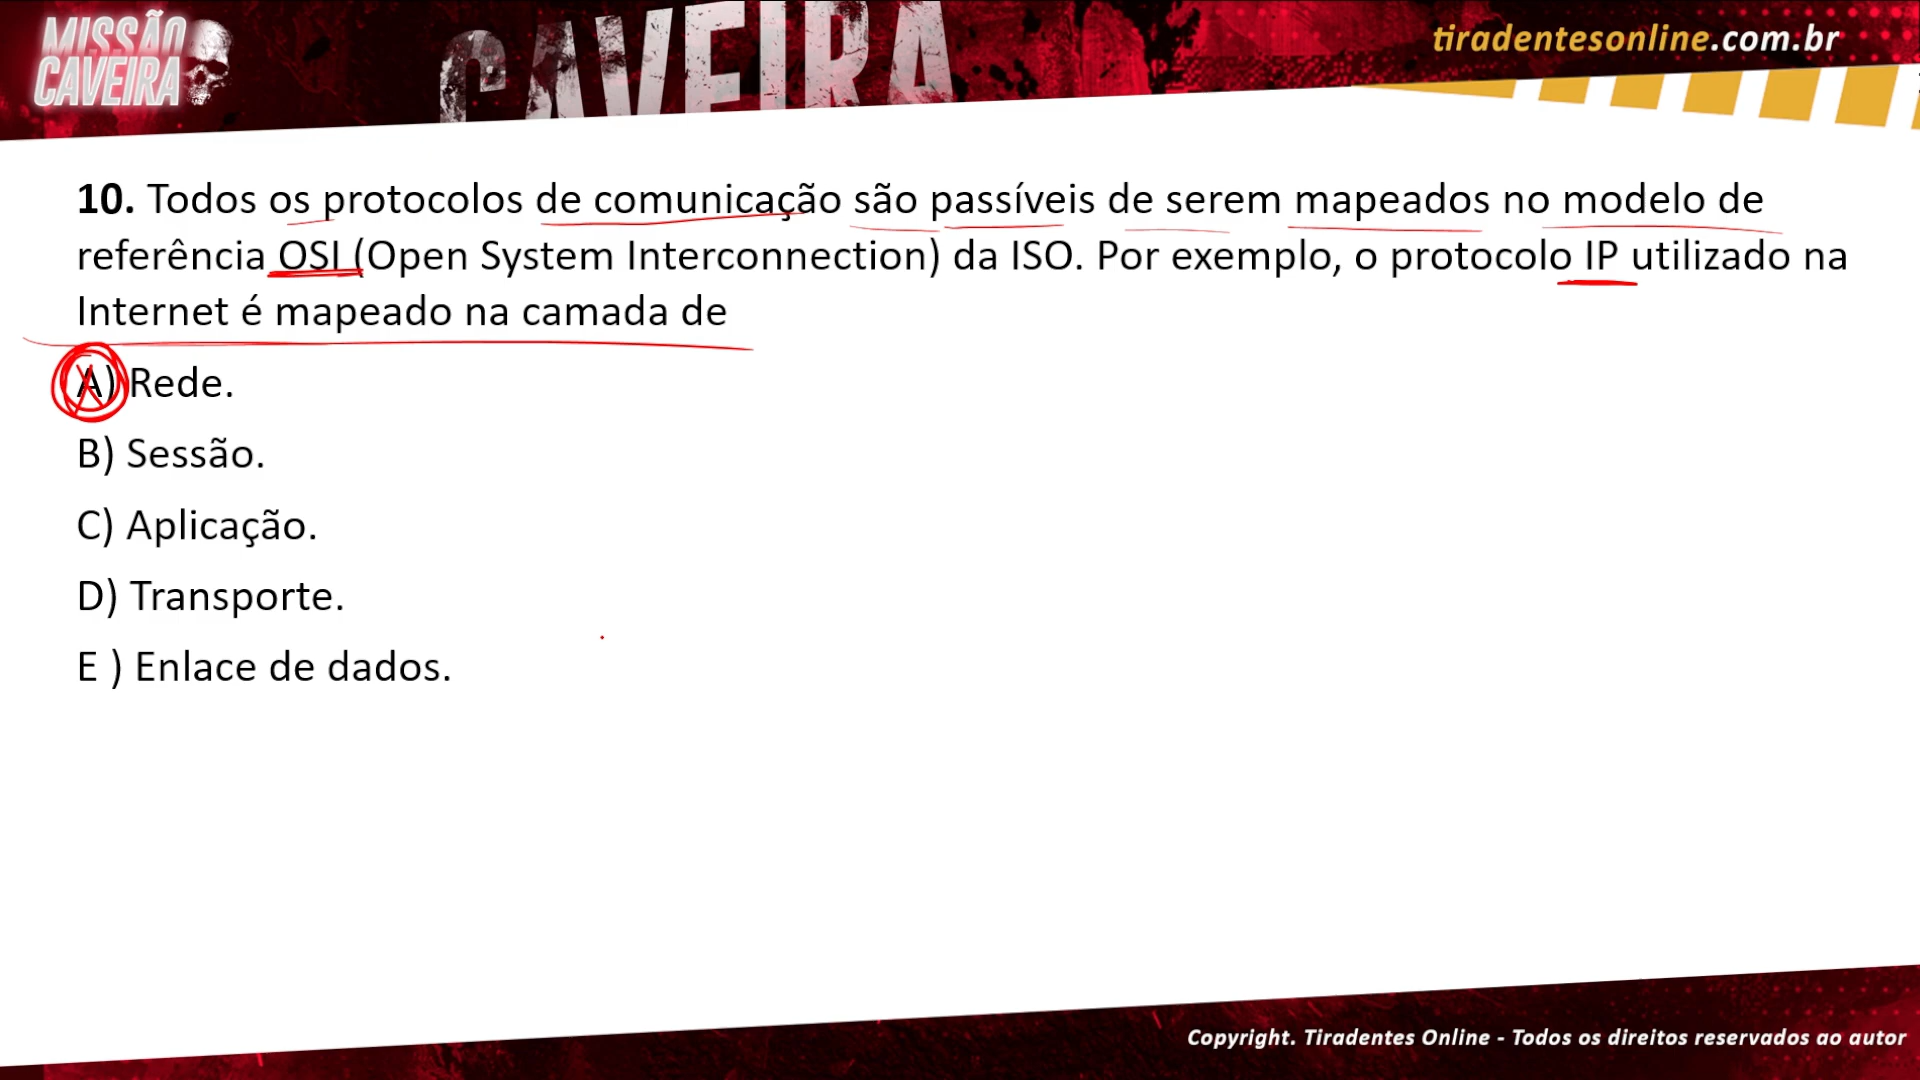 MISSÃO
CAVEIRA
CAVEIRA
tiradentesonline.com.br
10. Todos os protocolos de comunicação são passíveis de serem mapeados no modelo de
referência OSI (Open System Interconnection) da ISO. Por exemplo, o protocolo IP utilizado na
Internet é mapeado na camada de
A) Rede.
B) Sessão.
C) Aplicação.
D) Transporte.
E ) Enlace de dados.
Copyright. Tiradentes Online - Todos os direitos reservados ao autor